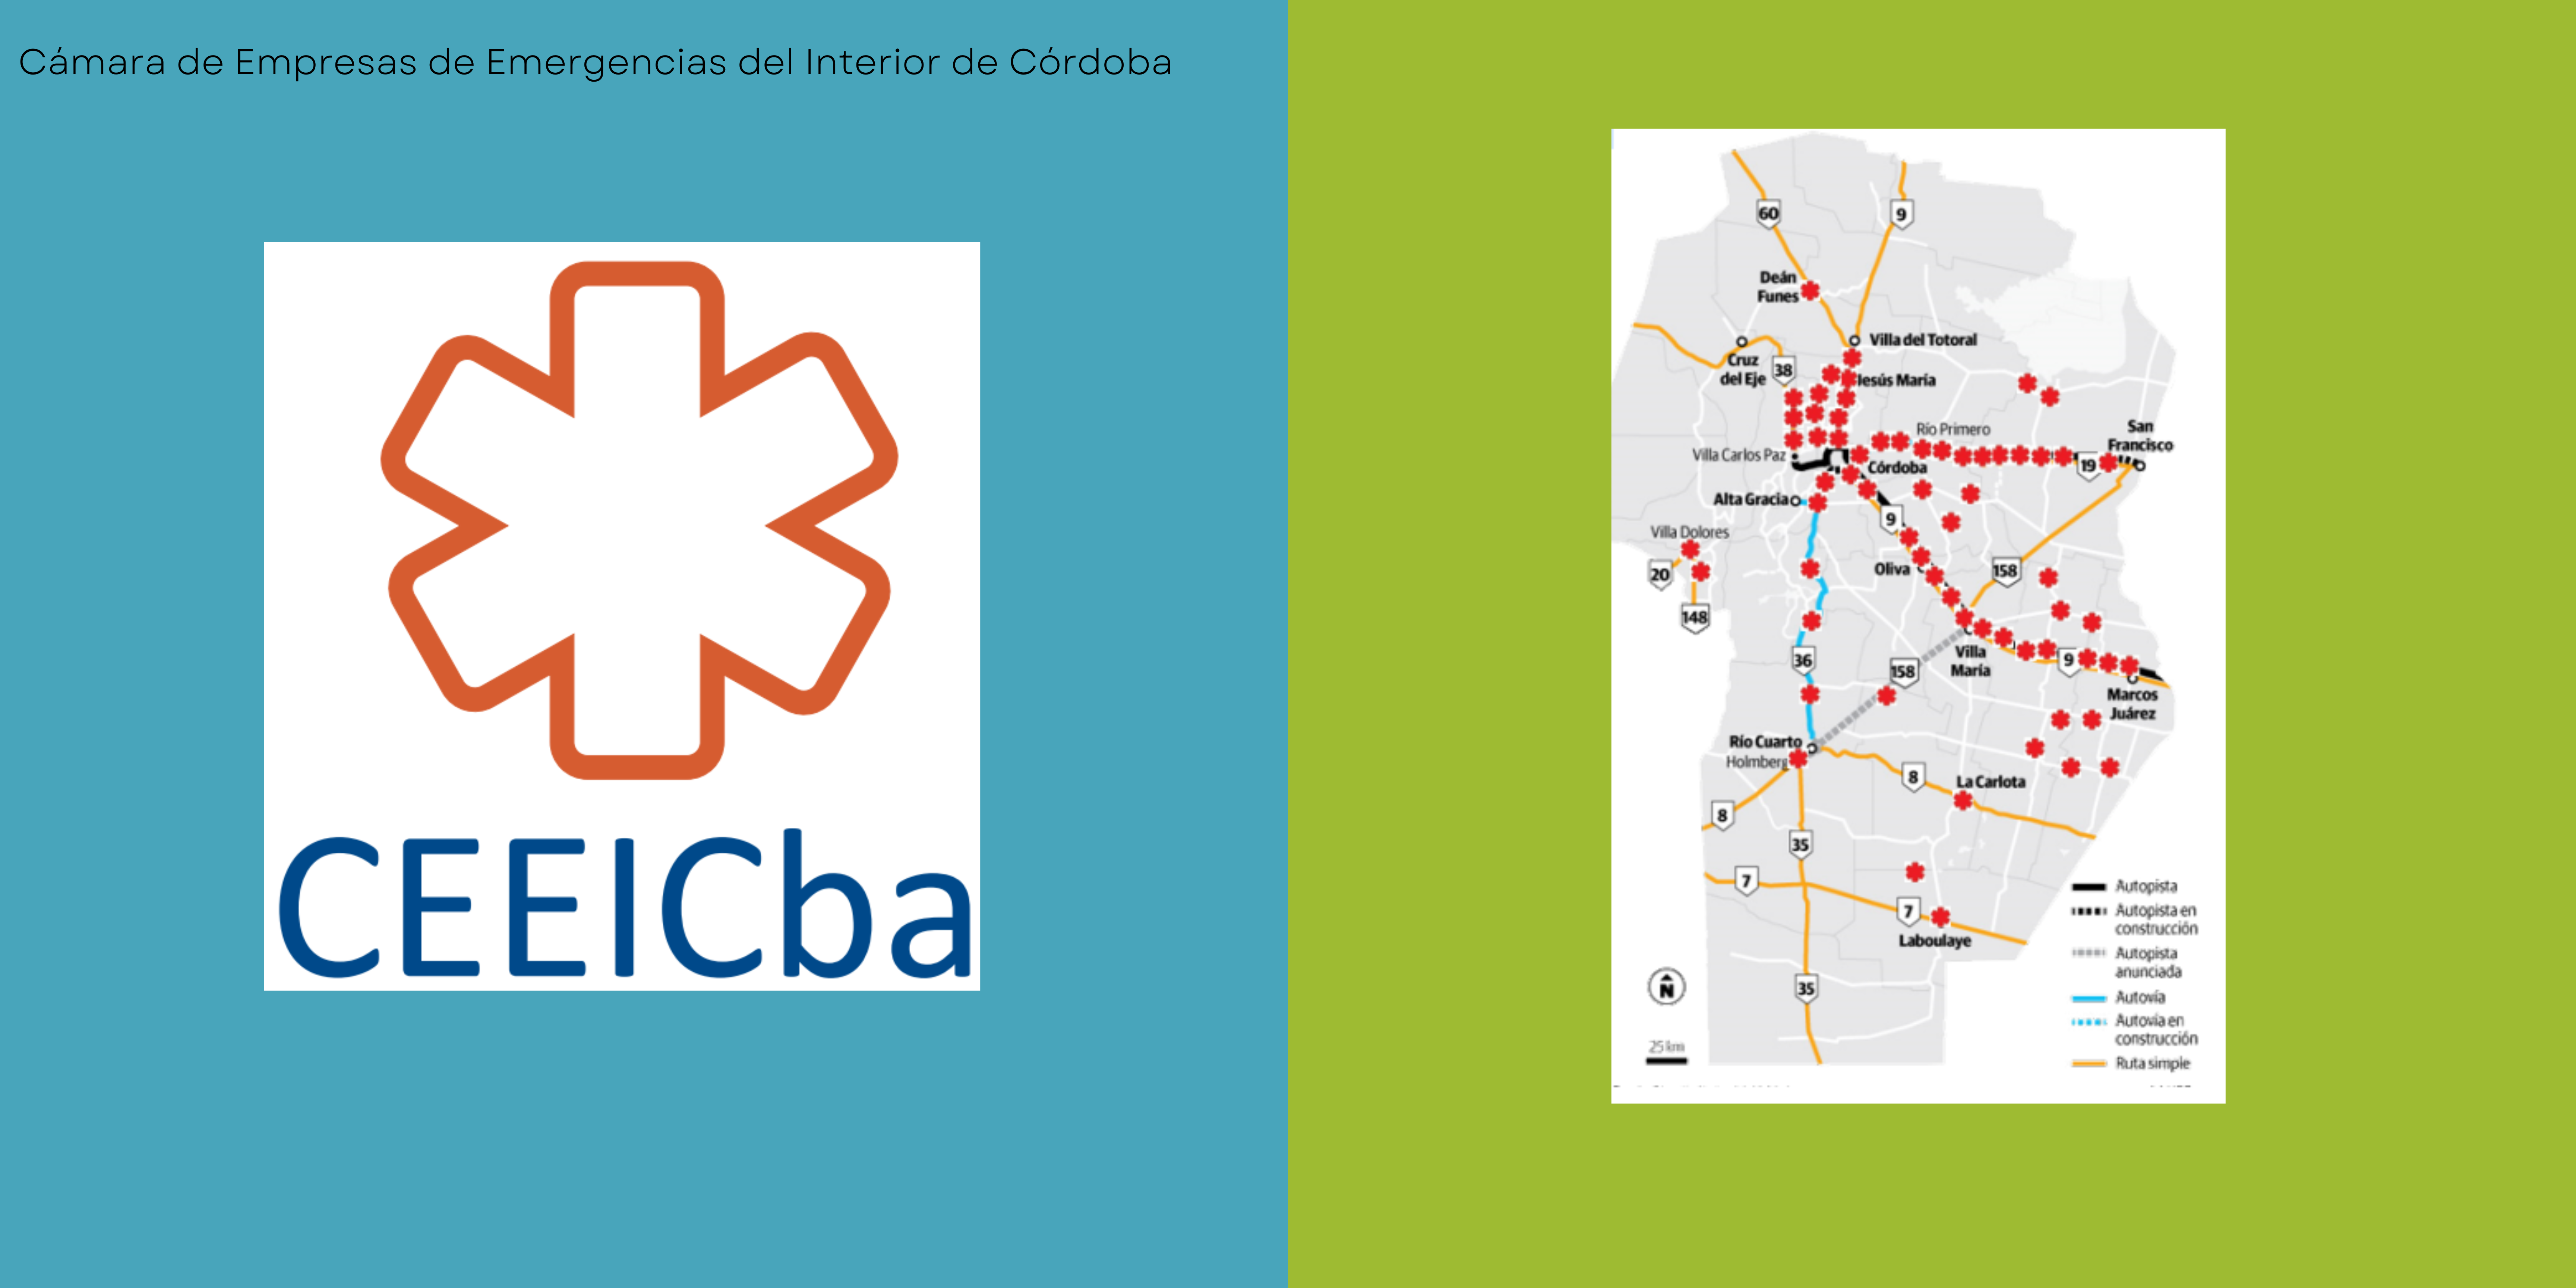 Cámara de Empresas de Emergencias del Interior de Córdoba
CEEICba
60
9
Deán
Funes
Villa del Totoral
Cruz
del Eje
38
Jesús María
Río Primero
San
Francisco
Villa Carlos Paz
19
Córdoba
Alta Gracia
9
Villa Dolores
20
Oliva
158
148
36
Villa
María
9
158
Marcos
Juárez
Río Cuarto
Holmberg
8
La Carlota
8
35
7
7
Laboulaye
35
N
25 km
Autopista
Autopista en
construcción
Autopista
anunciada
Autovía
Autovía en
construcción
Ruta simple